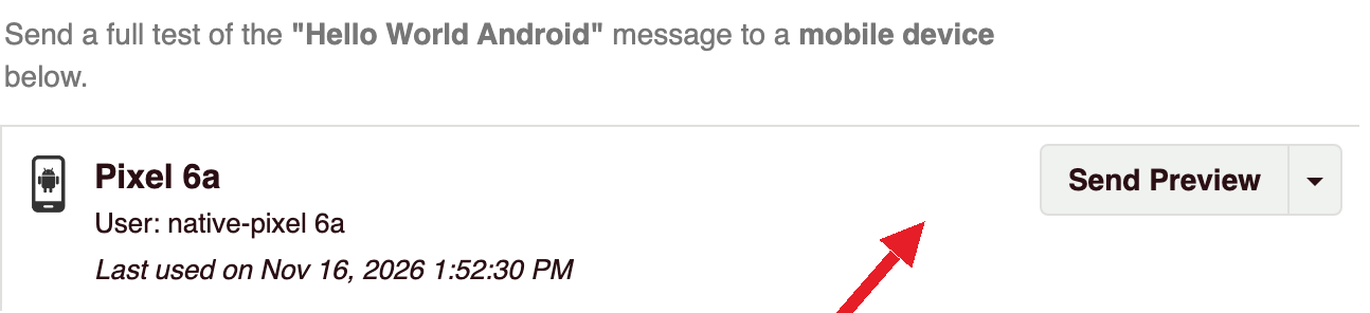 Send a full test of the "Hello World Android" message to a mobile device
below.
Pixel 6a
Send Preview
User: native-pixel 6a
Last used on Nov 16, 2026 1:52:30 PM